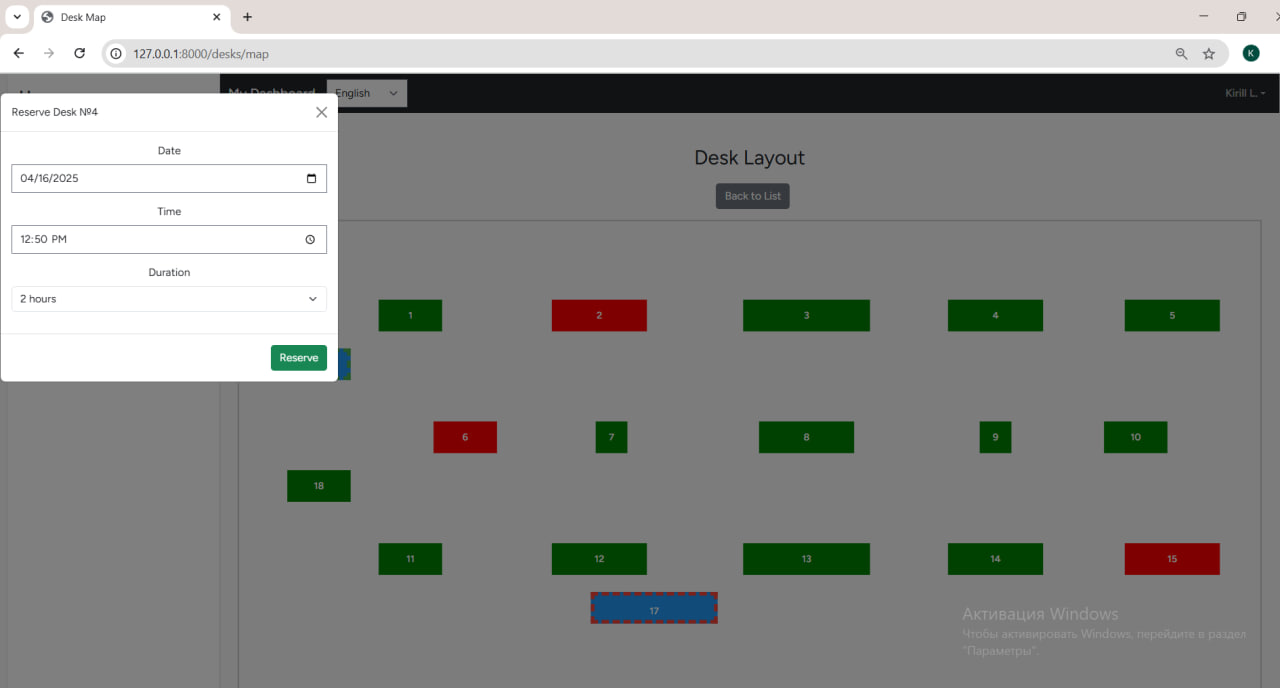 Desk Map
127.0.0.1:8000/desks/map
K
My Dashboard
English
Kirill L.
Reserve Desk №4
Date
04/16/2025
Time
12:50 PM
Duration
2 hours
Reserve
Desk Layout
Back to List
1
2
3
4
5
6
7
8
9
10
18
11
12
13
14
15
17
Активация Windows
Чтобы активировать Windows, перейдите в раздел
"Параметры".